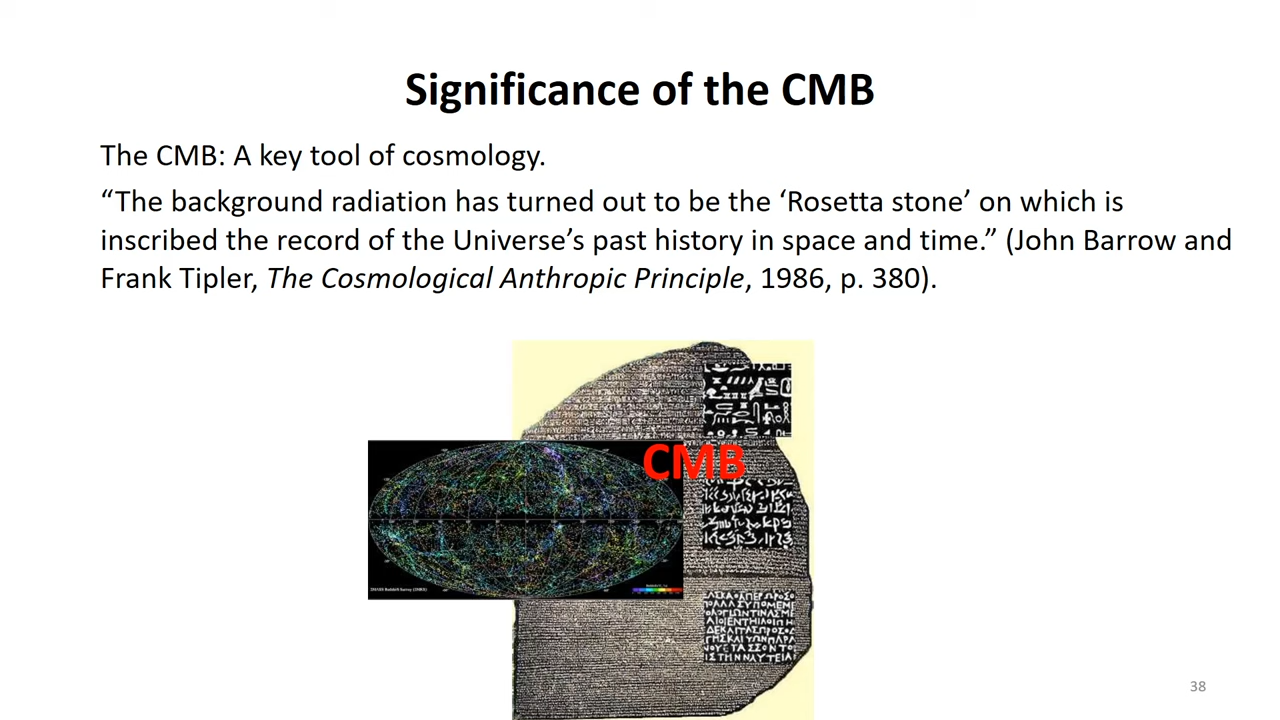 Significance of the CMB
The CMB: A key tool of cosmology.
“The background radiation has turned out to be the ‘Rosetta stone’ on which is
inscribed the record of the Universe’s past history in space and time.” (John Barrow and
Frank Tipler, The Cosmological Anthropic Principle, 1986, p. 380).
CMB
38